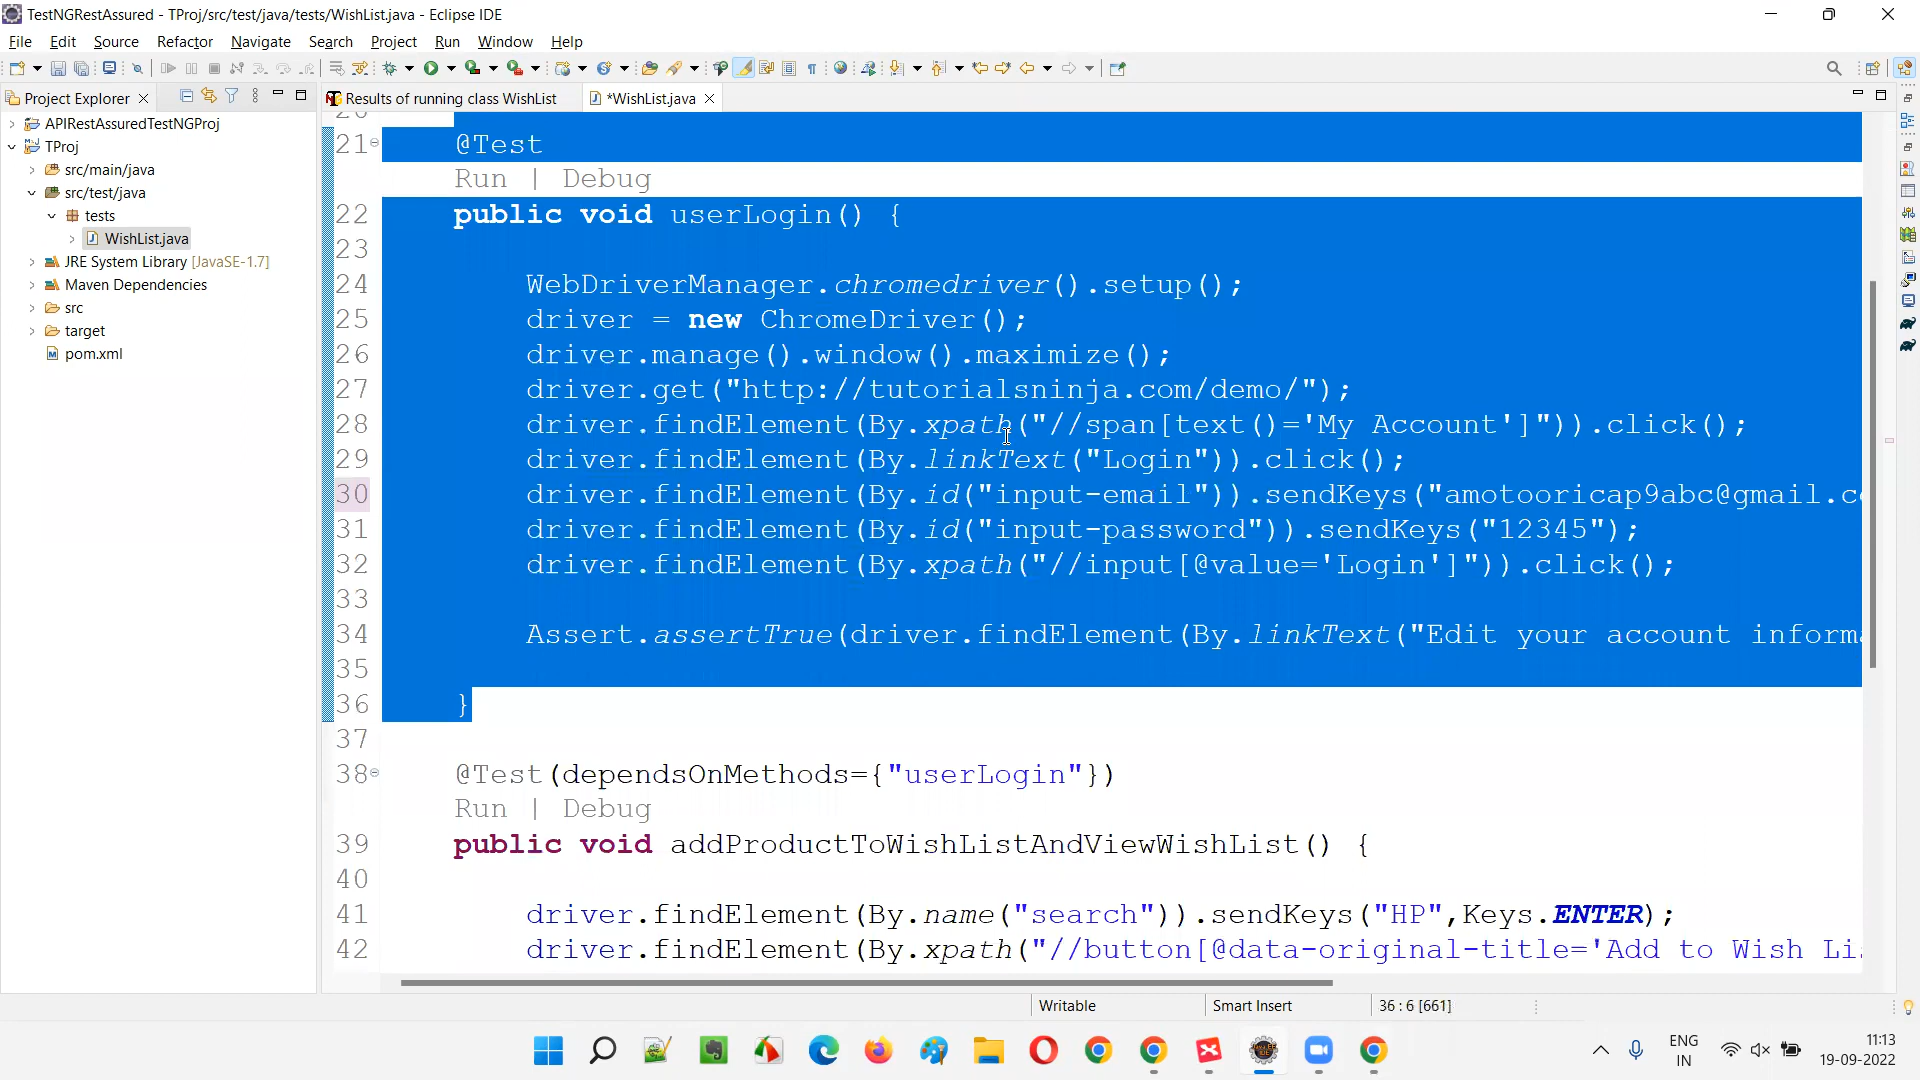 TestNGRestAssured - TProj/src/test/java/tests/WishList.java - Eclipse IDE
File Edit Source Refactor Navigate Search Project Run Window Help
Project Explorer
Results of running class WishList
*WishList.java
APIRestAssuredTestNGProj
TProj
src/main/java
src/test/java
tests
WishList.java
JRE System Library [JavaSE-1.7]
Maven Dependencies
src
target
pom.xml
21 @Test
Run | Debug
22 public void userLogin() {
23
24 WebDriverManager.chromedriver().setup();
25 driver = new ChromeDriver();
26 driver.manage().window().maximize();
27 driver.get("http://tutorialsninja.com/demo/");
28 driver.findElement(By.xpath("//span[text()='My Account']")).click();
29 driver.findElement(By.linkText("Login")).click();
30 driver.findElement(By.id("input-email")).sendKeys("amotooricap9abc@gmail.c
31 driver.findElement(By.id("input-password")).sendKeys("12345");
32 driver.findElement(By.xpath("//input[@value='Login']")).click();
33
34 Assert.assertTrue(driver.findElement(By.linkText("Edit your account inform
35
36 }
37
38 @Test(dependsOnMethods={"userLogin"})
Run | Debug
39 public void addProductToWishListAndViewWishList() {
40
41 driver.findElement(By.name("search")).sendKeys("HP",Keys.ENTER);
42 driver.findElement(By.xpath("//button[@data-original-title='Add to Wish Li
Writable Smart Insert 36 : 6 [661]
ENG
IN
11:13
19-09-2022